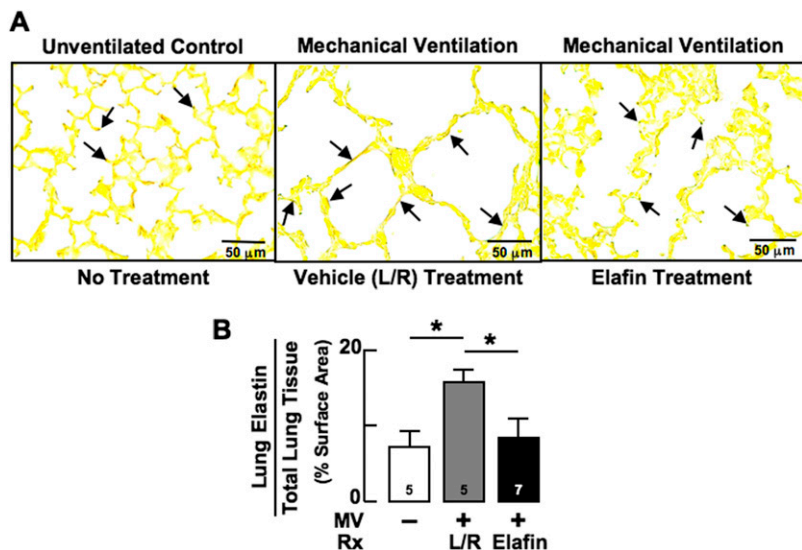 A
Unventilated Control Mechanical Ventilation Mechanical Ventilation
50 µm 50 µm 50 µm
No Treatment Vehicle (L/R) Treatment Elafin Treatment
B
Lung Elastin
Total Lung Tissue
(% Surface Area)
20
0
* *
5 5 7
MV − + +
Rx L/R Elafin